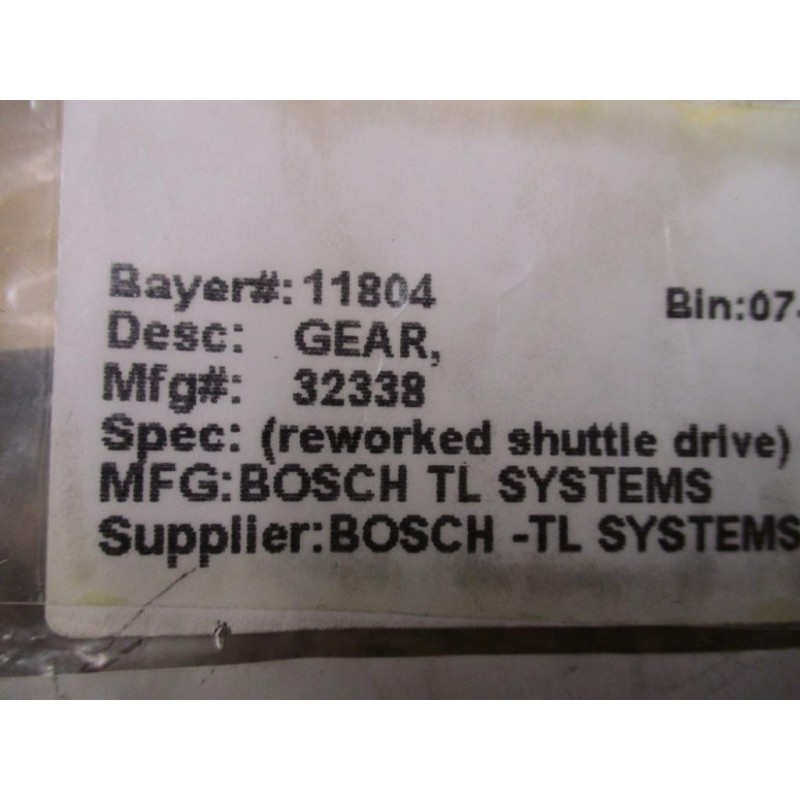 Bayer#: 11804
Bin:07-
Desc: GEAR,
Mfg#: 32338
Spec: (reworked shuttle drive)
MFG:BOSCH TL SYSTEMS
Supplier:BOSCH -TL SYSTEMS